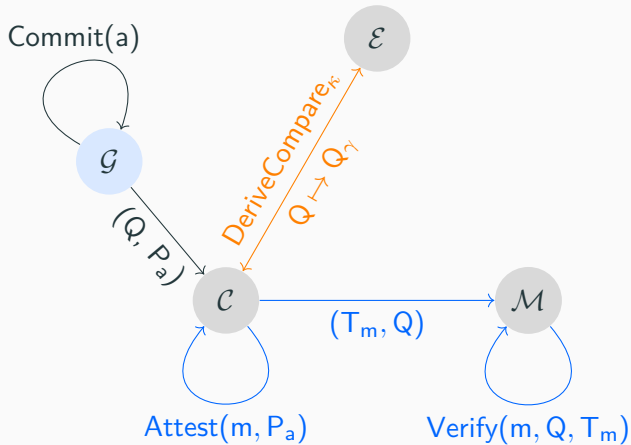 Commit(a)
𝓔
𝓖
DeriveCompareκ
Q ↦ Qγ
(Q, Pₐ)
𝓒
𝓜
(Tₘ, Q)
Attest(m, Pₐ)
Verify(m, Q, Tₘ)